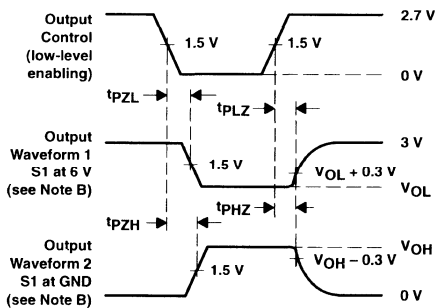 Output
Control
(low-level
enabling)
2.7 V
1.5 V
1.5 V
0 V
tPZL
tPLZ
Output
Waveform 1
S1 at 6 V
(see Note B)
3 V
1.5 V
VOL + 0.3 V
VOL
tPZH
tPHZ
Output
Waveform 2
S1 at GND
(see Note B)
VOH
1.5 V
VOH − 0.3 V
0 V